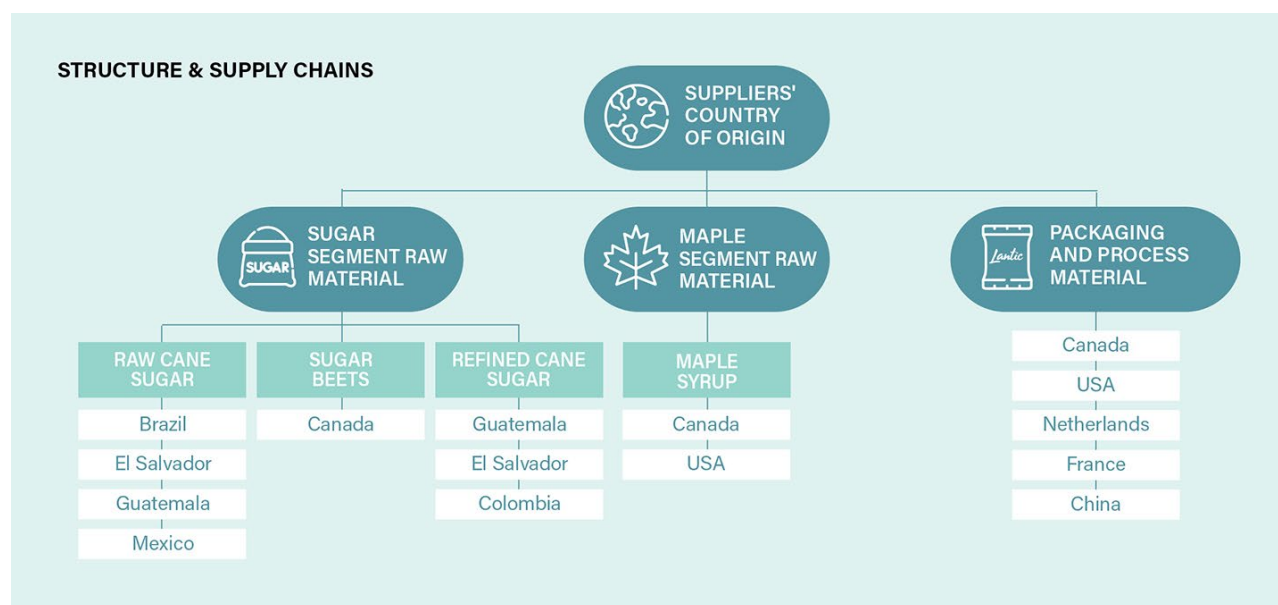 STRUCTURE & SUPPLY CHAINS
SUPPLIERS'
COUNTRY
OF ORIGIN
SUGAR
SUGAR
SEGMENT RAW
MATERIAL
MAPLE
SEGMENT RAW
MATERIAL
Lantic
PACKAGING
AND PROCESS
MATERIAL
RAW CANE
SUGAR
Brazil
El Salvador
Guatemala
Mexico
SUGAR
BEETS
Canada
REFINED CANE
SUGAR
Guatemala
El Salvador
Colombia
MAPLE
SYRUP
Canada
USA
Canada
USA
Netherlands
France
China